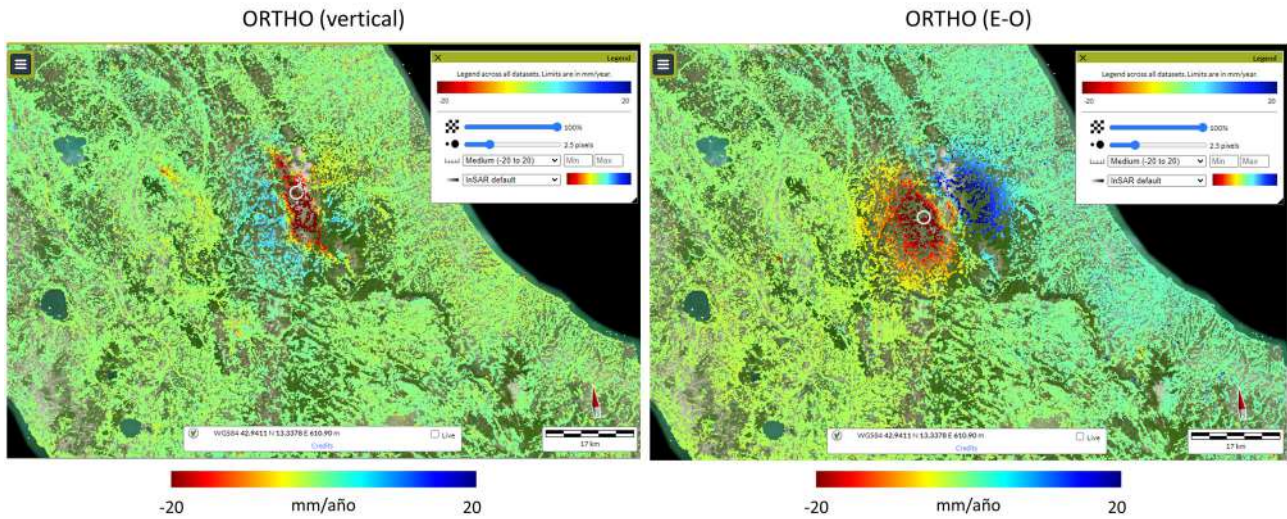 ORTHO (vertical)
ORTHO (E-O)
Legend
Legend across all datasets. Limits are in mm/year.
-20 20
100%
2.5 pixels
Medium (-20 to 20) Min Max
InSAR default
Legend
Legend across all datasets. Limits are in mm/year.
-20 20
100%
2.5 pixels
Medium (-20 to 20) Min Max
InSAR default
WGS84 42.9411 N 13.3378 E 610.90 m Live
Credits
17 km
WGS84 42.9411 N 13.3378 E 610.90 m Live
Credits
17 km
-20 mm/año 20
-20 mm/año 20